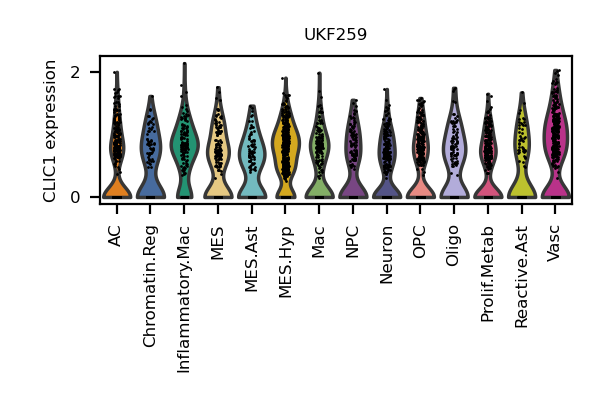 UKF259
CLIC1 expression
2
0
AC
Chromatin.Reg
Inflammatory.Mac
MES
MES.Ast
MES.Hyp
Mac
NPC
Neuron
OPC
Oligo
Prolif.Metab
Reactive.Ast
Vasc